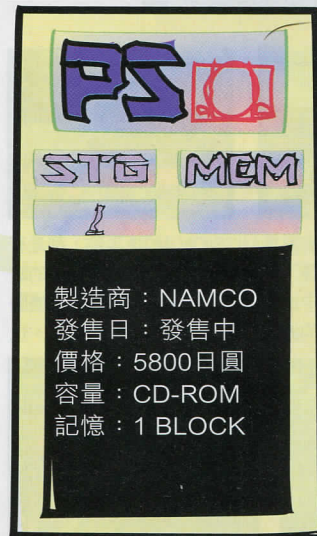 PS
STG MEM
1
製造商：NAMCO
發售日：發售中
價格：5800日圓
容量：CD-ROM
記憶：1 BLOCK